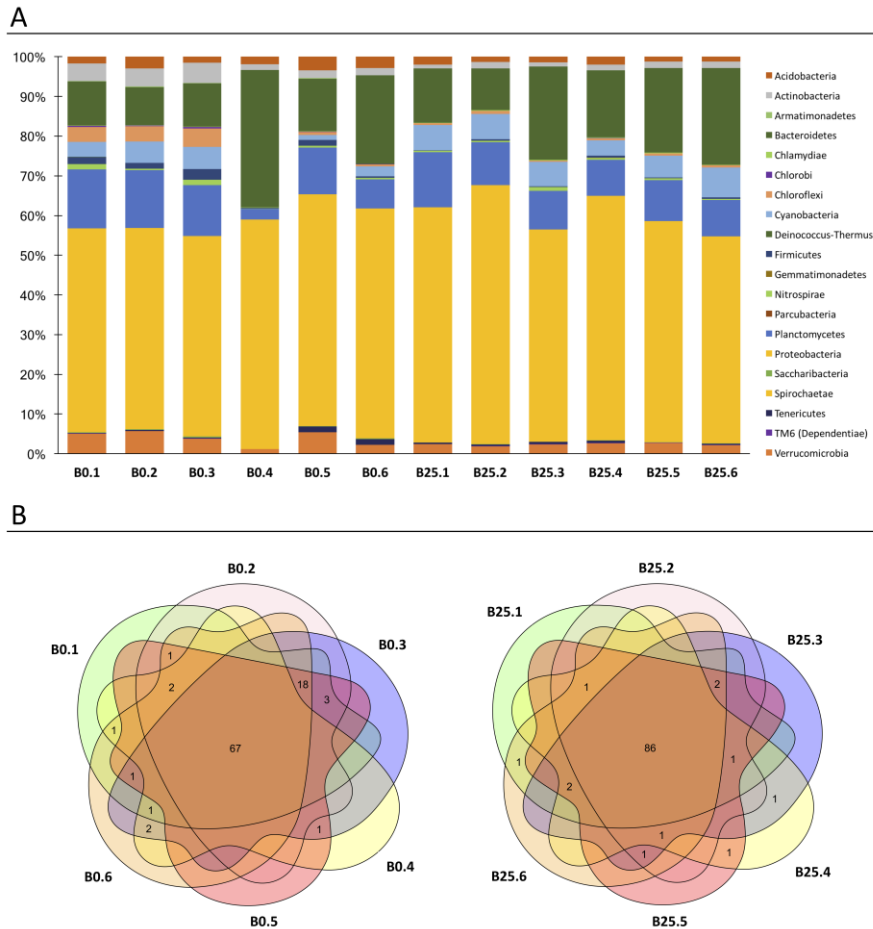 A
100%
90%
80%
70%
60%
50%
40%
30%
20%
10%
0%
B0.1 B0.2 B0.3 B0.4 B0.5 B0.6 B25.1 B25.2 B25.3 B25.4 B25.5 B25.6
Acidobacteria
Actinobacteria
Armatimonadetes
Bacteroidetes
Chlamydiae
Chlorobi
Chloroflexi
Cyanobacteria
Deinococcus-Thermus
Firmicutes
Gemmatimonadetes
Nitrospirae
Parcubacteria
Planctomycetes
Proteobacteria
Saccharibacteria
Spirochaetae
Tenericutes
TM6 (Dependentiae)
Verrucomicrobia
B
B0.2
B0.1
B0.3
1
2
18
3
1
67
1
1
2
1
B0.4
B0.6
B0.5
B25.2
B25.1
B25.3
1
2
1
86
1
2
1
1
1
1
B25.4
B25.6
B25.5